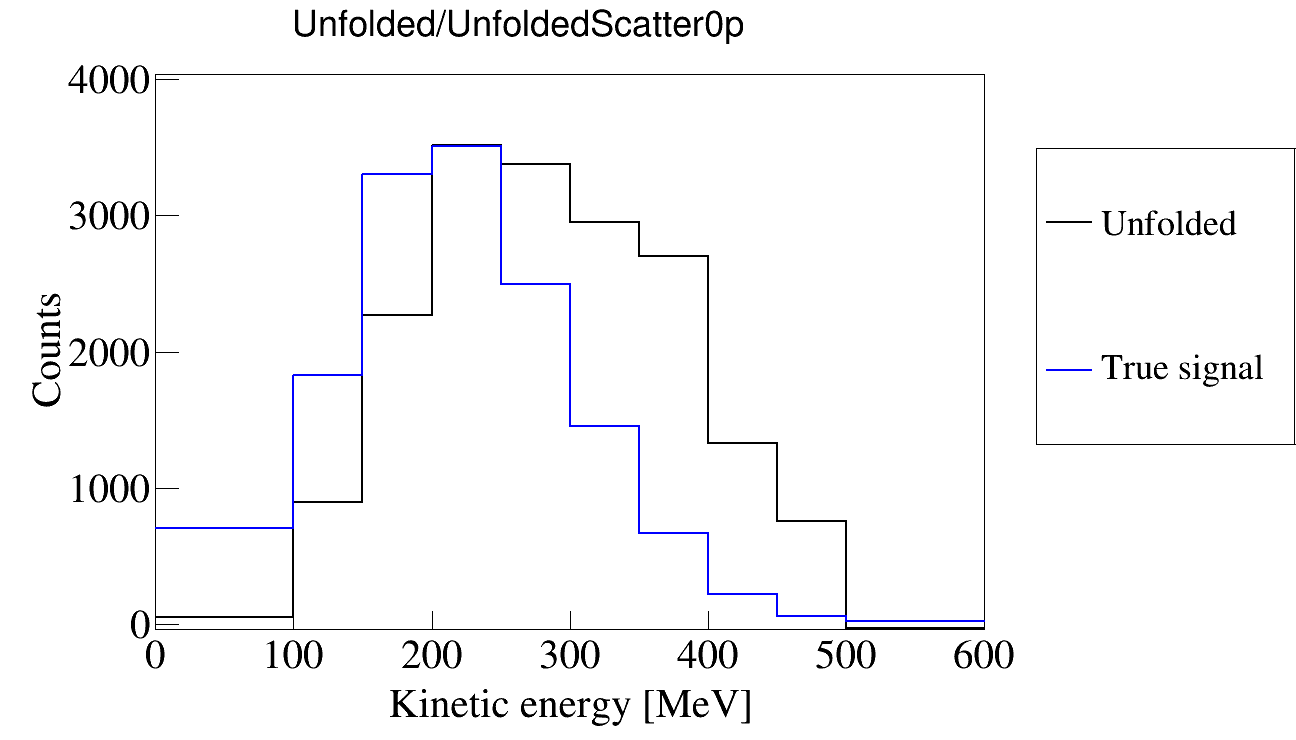 Unfolded/UnfoldedScatter0p
4000
3000
2000
1000
0
Counts
0 100 200 300 400 500 600
Kinetic energy [MeV]
Unfolded
True signal